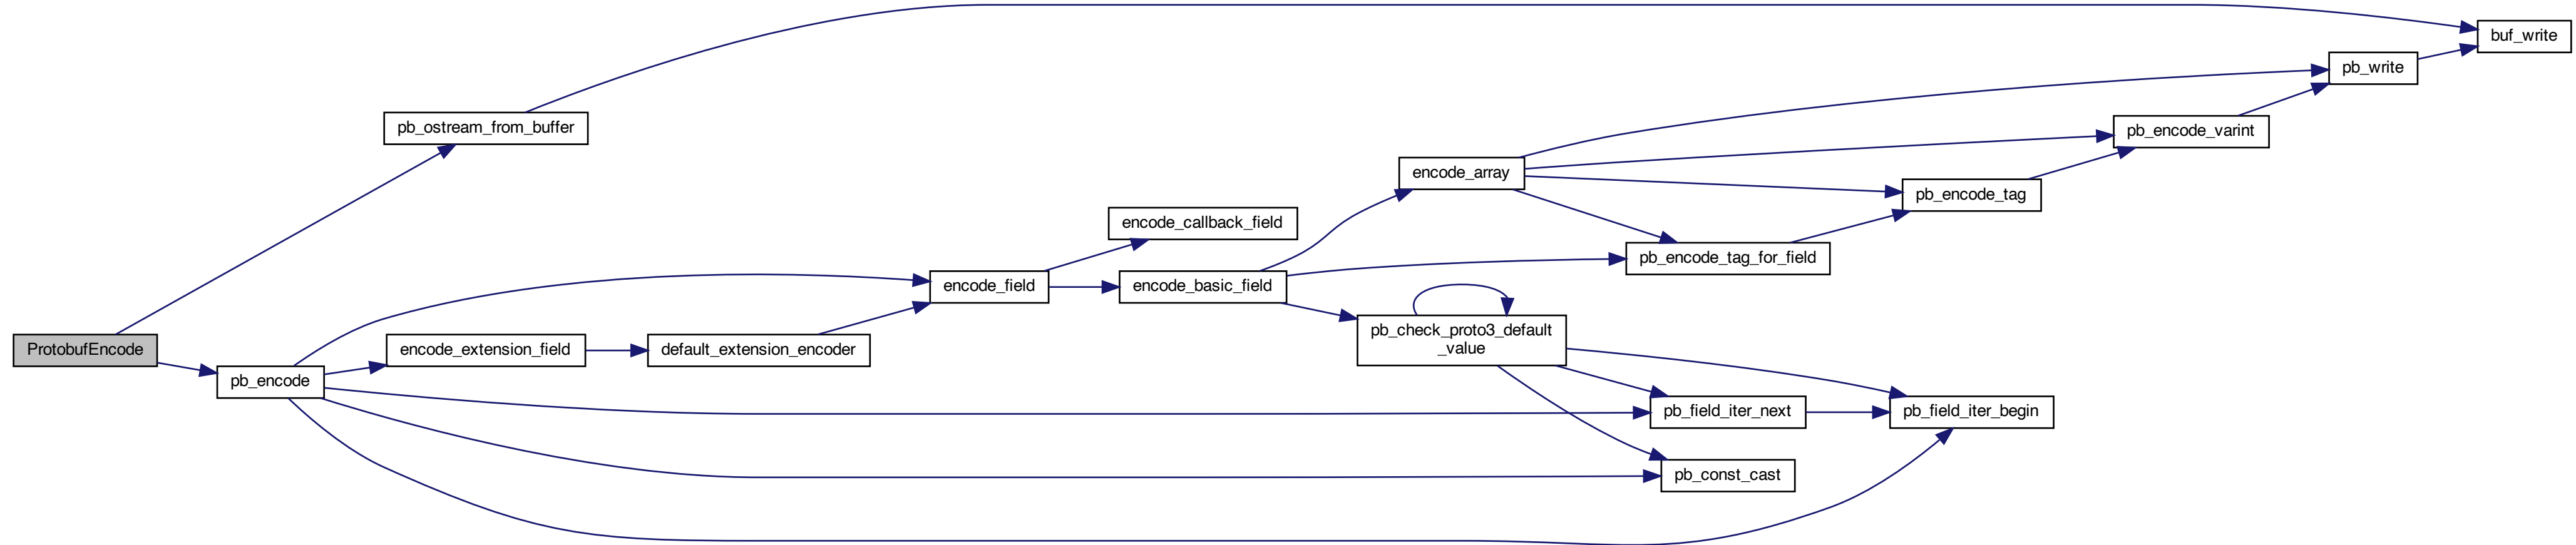 ProtobufEncode
pb_ostream_from_buffer
buf_write
pb_encode
encode_field
encode_callback_field
encode_basic_field
encode_array
pb_write
pb_encode_varint
pb_encode_tag
pb_encode_tag_for_field
pb_check_proto3_default
_value
pb_field_iter_next
pb_field_iter_begin
pb_const_cast
encode_extension_field
default_extension_encoder